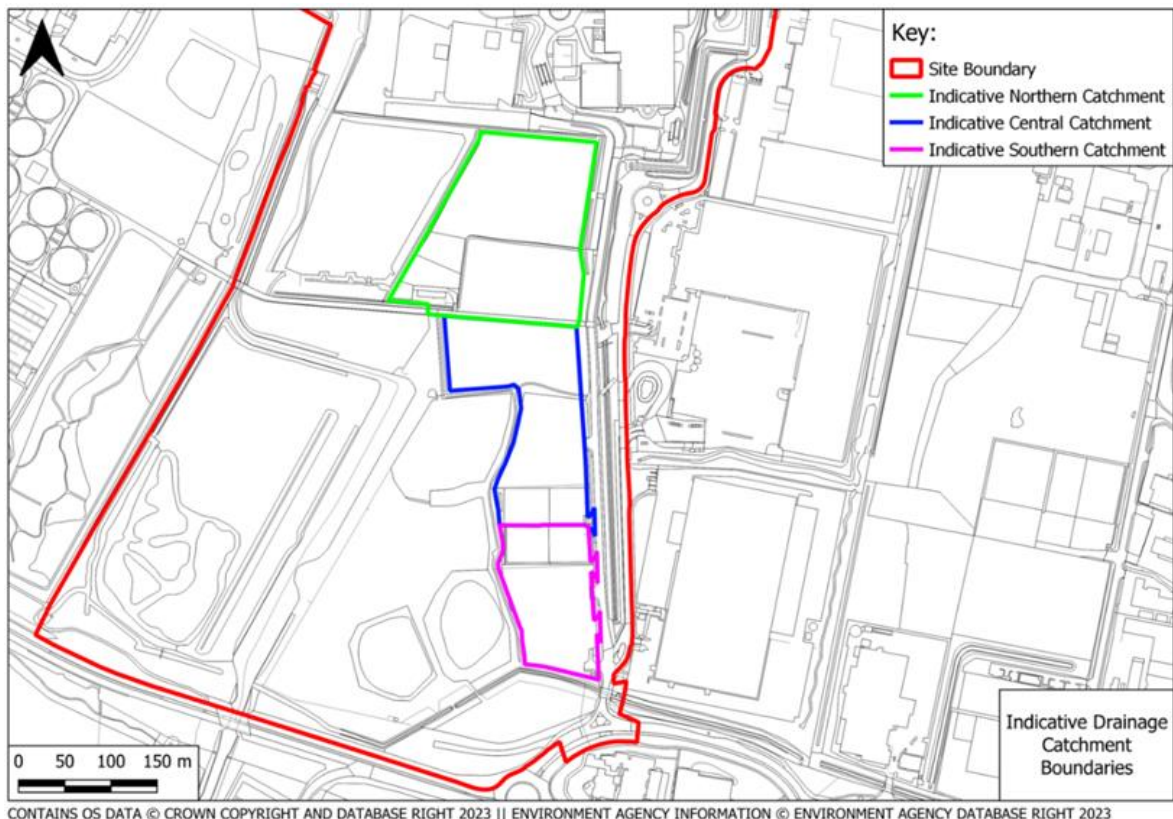 Key:
Site Boundary
Indicative Northern Catchment
Indicative Central Catchment
Indicative Southern Catchment
0 50 100 150 m
Indicative Drainage
Catchment
Boundaries
CONTAINS OS DATA © CROWN COPYRIGHT AND DATABASE RIGHT 2023 || ENVIRONMENT AGENCY INFORMATION © ENVIRONMENT AGENCY DATABASE RIGHT 2023